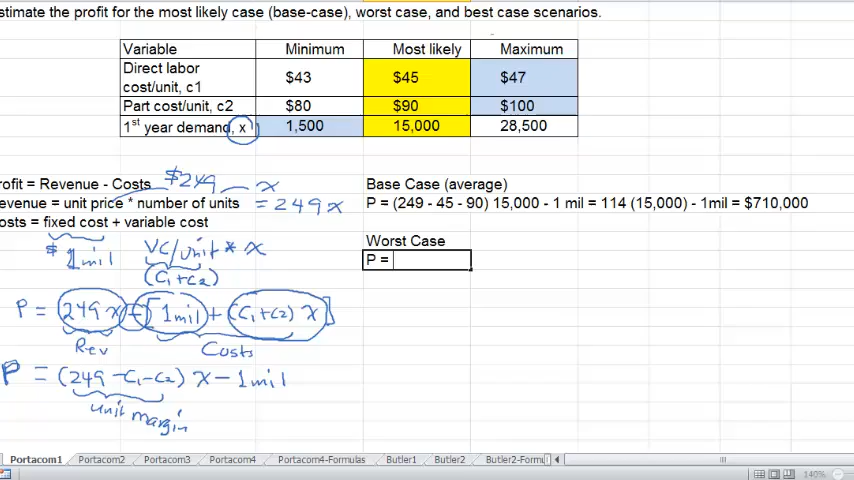 stimate the profit for the most likely case (base-case), worst case, and best case scenarios.
Variable Minimum Most likely Maximum
Direct labor cost/unit, c1 $43 $45 $47
Part cost/unit, c2 $80 $90 $100
1st year demand, x 1,500 15,000 28,500
rofit = Revenue - Costs $249 x
evenue = unit price * number of units = 249x
osts = fixed cost + variable cost
$ 1mil VC/unit * x
(C1+C2)
P = 249x - [1mil + (C1+C2) x]
Rev Costs
P = (249 - C1 - C2) x - 1mil
unit margin
Base Case (average)
P = (249 - 45 - 90) 15,000 - 1 mil = 114 (15,000) - 1mil = $710,000
Worst Case
P =
Portacom1 Portacom2 Portacom3 Portacom4 Portacom4-Formulas Butler1 Butler2 Butler2-Formu
140%